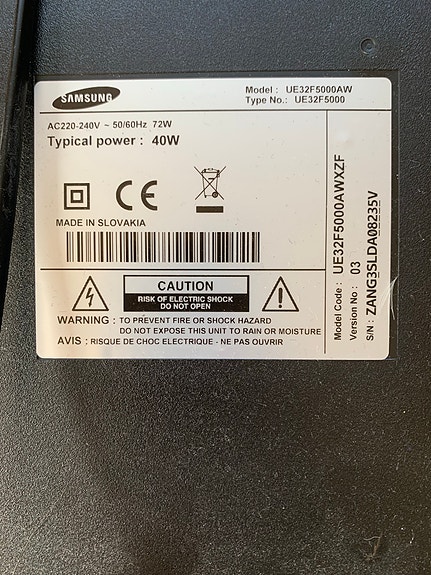 SAMSUNG
Model : UE32F5000AW
Type No.: UE32F5000
AC220-240V ~ 50/60Hz 72W
Typical power : 40W
CE
MADE IN SLOVAKIA
CAUTION
RISK OF ELECTRIC SHOCK
DO NOT OPEN
WARNING : TO PREVENT FIRE OR SHOCK HAZARD
DO NOT EXPOSE THIS UNIT TO RAIN OR MOISTURE
AVIS : RISQUE DE CHOC ELECTRIQUE - NE PAS OUVRIR
Model Code : UE32F5000AWXZF
Version No : 03
S/N : ZANG3SLDA08235V